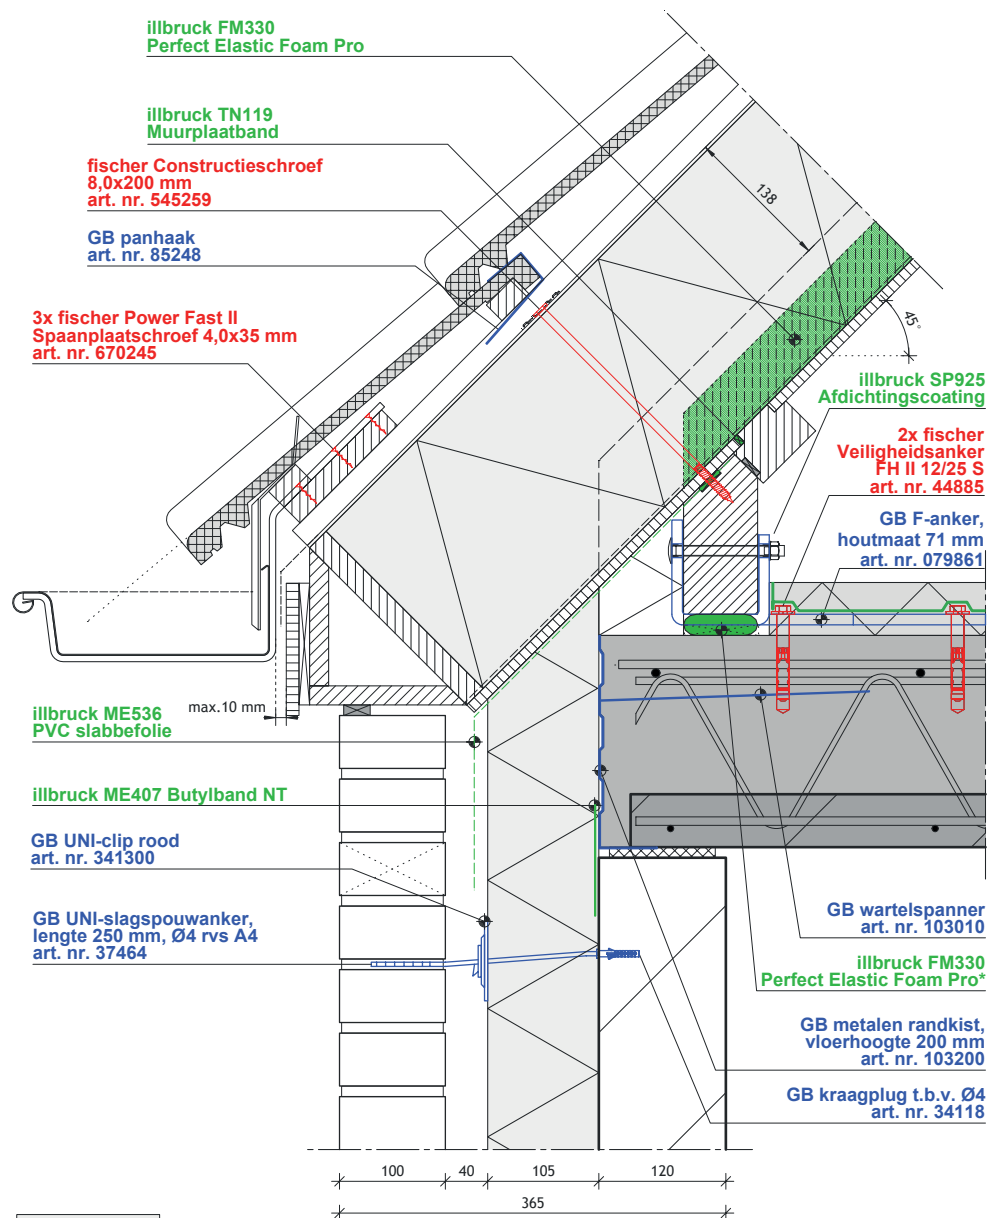 illbruck FM330
Perfect Elastic Foam Pro
illbruck TN119
Muurplaatband
fischer Constructieschroef
8,0x200 mm
art. nr. 545259
GB panhaak
art. nr. 85248
3x fischer Power Fast II
Spaanplaatschroef 4,0x35 mm
art. nr. 670245
138
45°
illbruck SP925
Afdichtingscoating
2x fischer
Veiligheidsanker
FH II 12/25 S
art. nr. 44885
GB F-anker,
houtmaat 71 mm
art. nr. 079861
max.10 mm
illbruck ME536
PVC slabbefolie
illbruck ME407 Butylband NT
GB UNI-clip rood
art. nr. 341300
GB UNI-slagspouwanker,
lengte 250 mm, Ø4 rvs A4
art. nr. 37464
GB wartelspanner
art. nr. 103010
illbruck FM330
Perfect Elastic Foam Pro*
GB metalen randkist,
vloerhoogte 200 mm
art. nr. 103200
GB kraagplug t.b.v. Ø4
art. nr. 34118
100 40 105 120
365